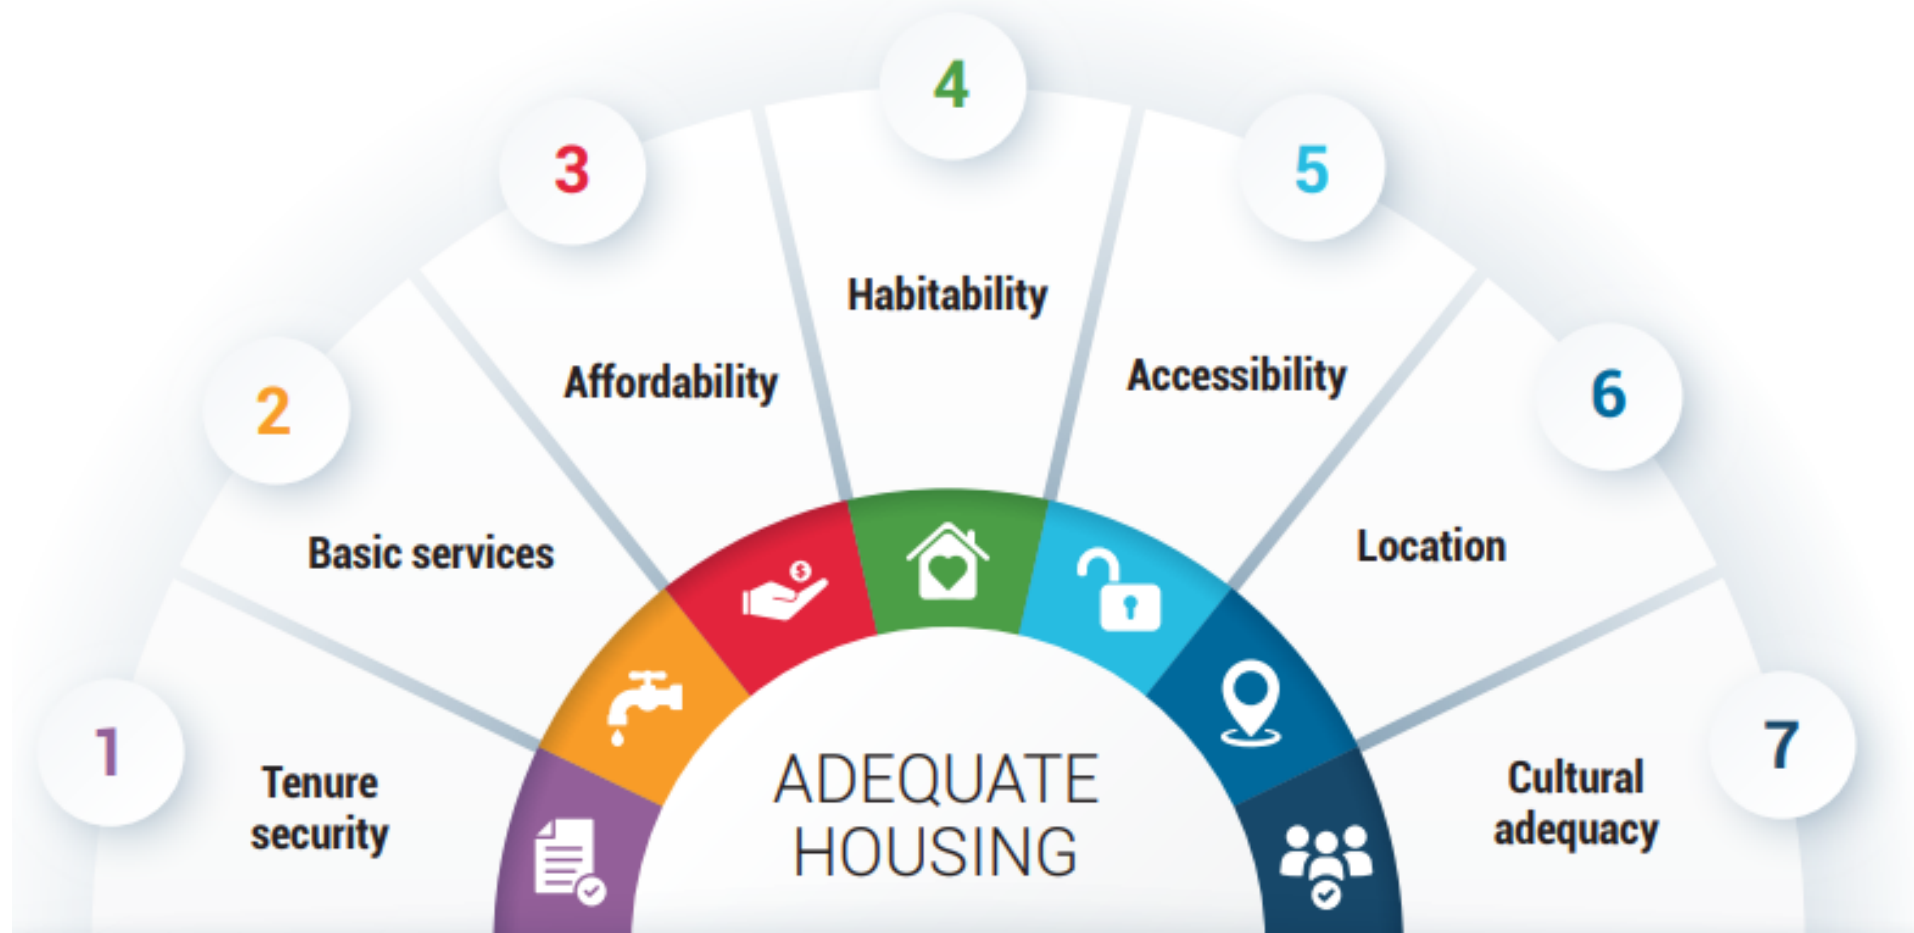 1
Tenure
security
2
Basic services
3
Affordability
4
Habitability
5
Accessibility
6
Location
7
Cultural
adequacy
ADEQUATE
HOUSING
$